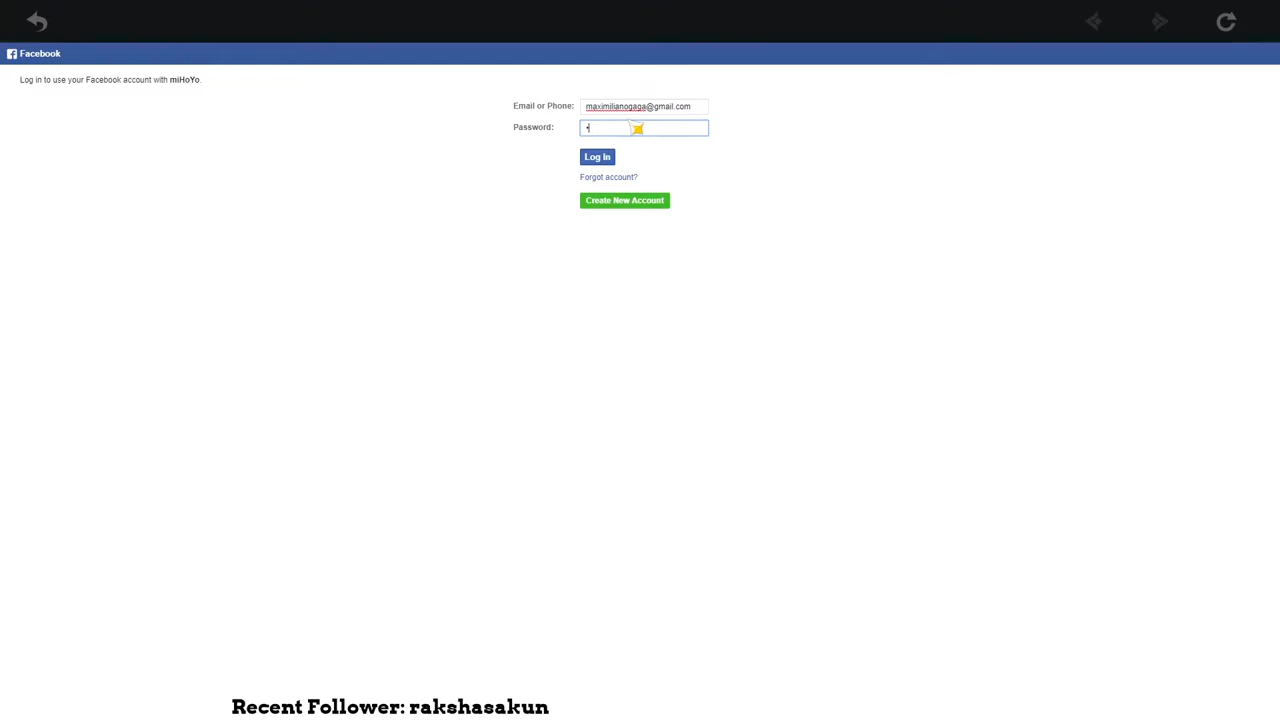 Facebook
Log in to use your Facebook account with miHoYo.
Email or Phone: maximilianogaga@gmail.com
Password: •
Log In
Forgot account?
Create New Account
Recent Follower: rakshasakun